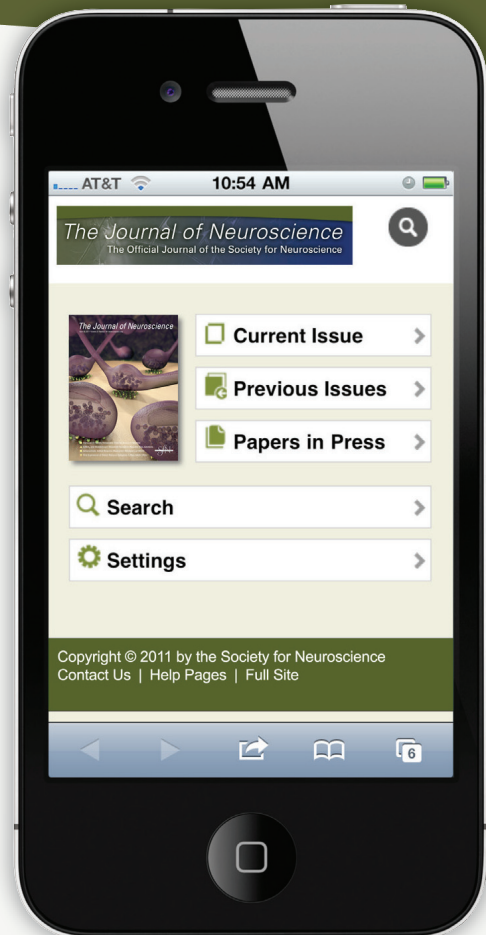 AT&T 10:54 AM
The Journal of Neuroscience
The Official Journal of the Society for Neuroscience
The Journal of Neuroscience
Current Issue
Previous Issues
Papers in Press
Search
Settings
Copyright © 2011 by the Society for Neuroscience
Contact Us | Help Pages | Full Site
6